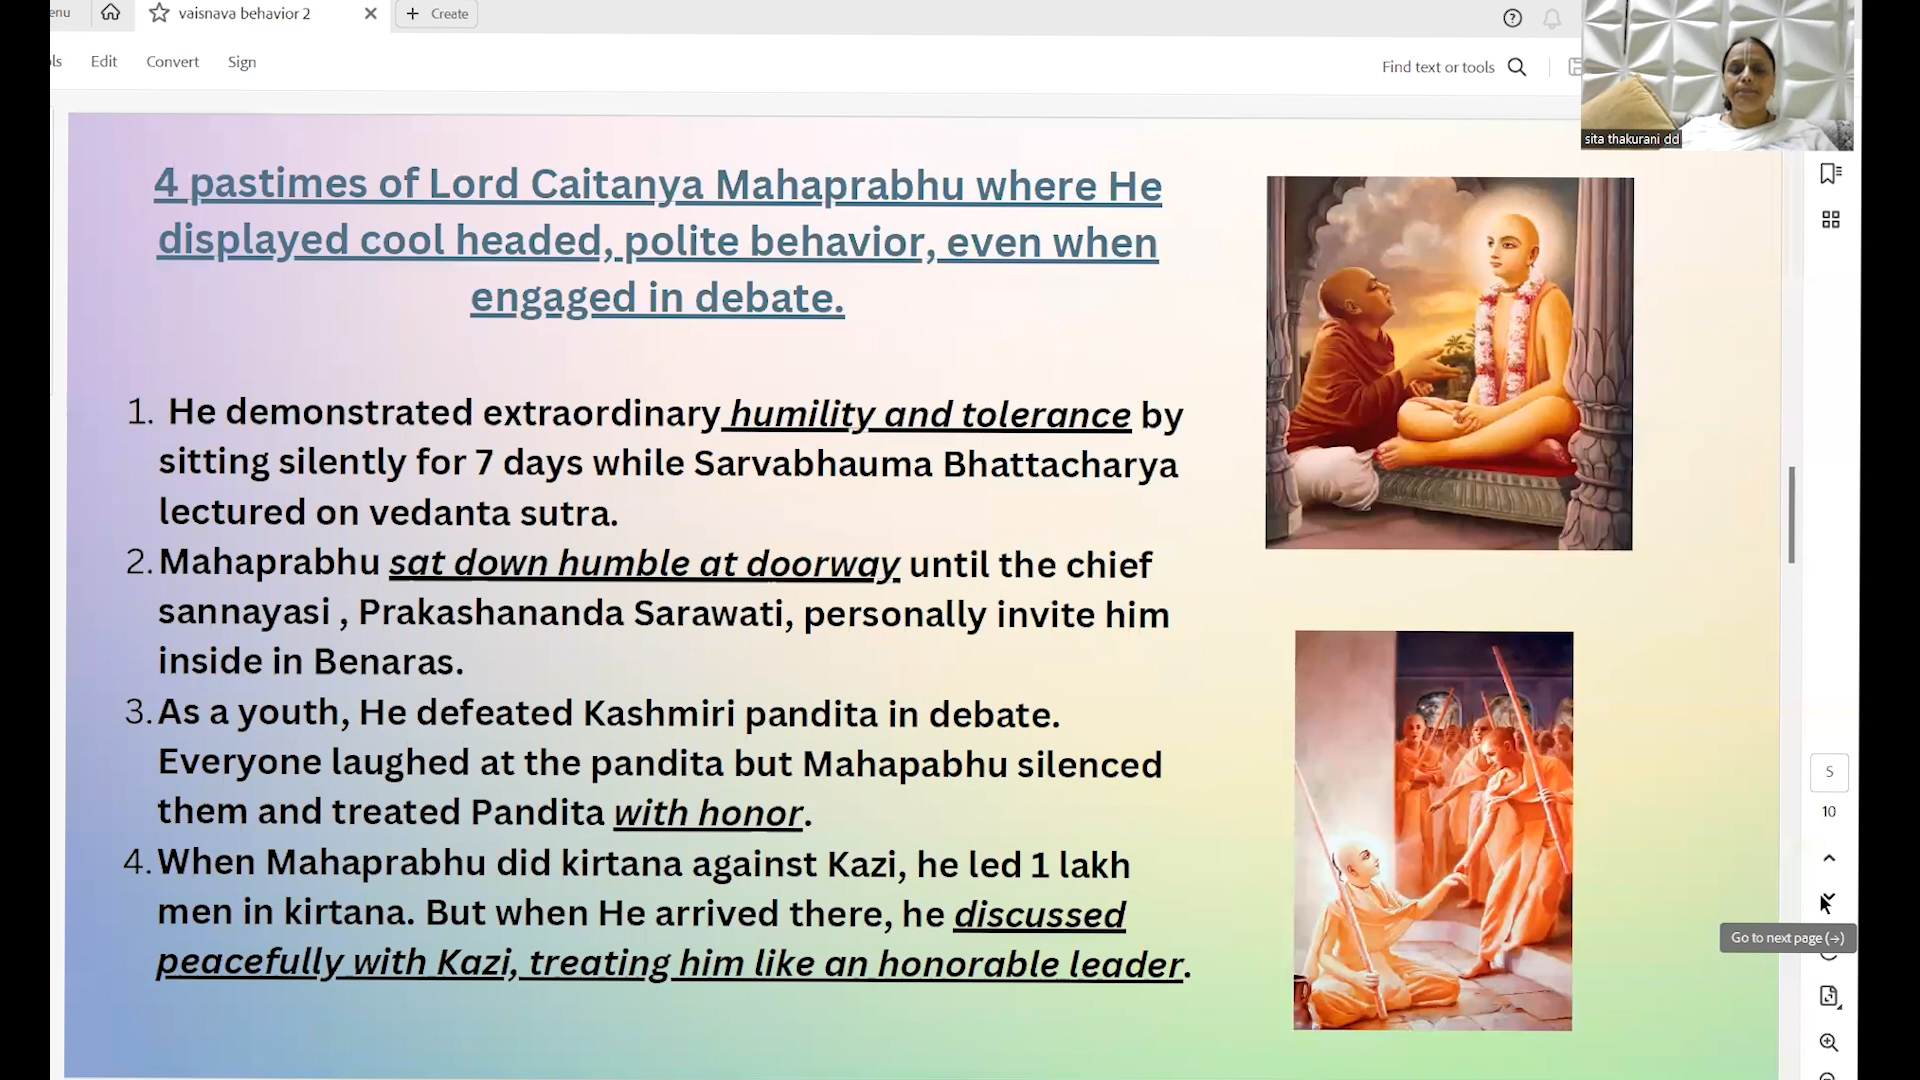 enu
vaisnava behavior 2
Create
ls
Edit
Convert
Sign
Find text or tools
sita thakurani dd
4 pastimes of Lord Caitanya Mahaprabhu where He
displayed cool headed, polite behavior, even when
engaged in debate.
1. He demonstrated extraordinary humility and tolerance by
sitting silently for 7 days while Sarvabhauma Bhattacharya
lectured on vedanta sutra.
2. Mahaprabhu sat down humble at doorway until the chief
sannayasi , Prakashananda Sarawati, personally invite him
inside in Benaras.
3. As a youth, He defeated Kashmiri pandita in debate.
Everyone laughed at the pandita but Mahapabhu silenced
them and treated Pandita with honor.
4. When Mahaprabhu did kirtana against Kazi, he led 1 lakh
men in kirtana. But when He arrived there, he discussed
peacefully with Kazi, treating him like an honorable leader.
5
10
Go to next page (→)